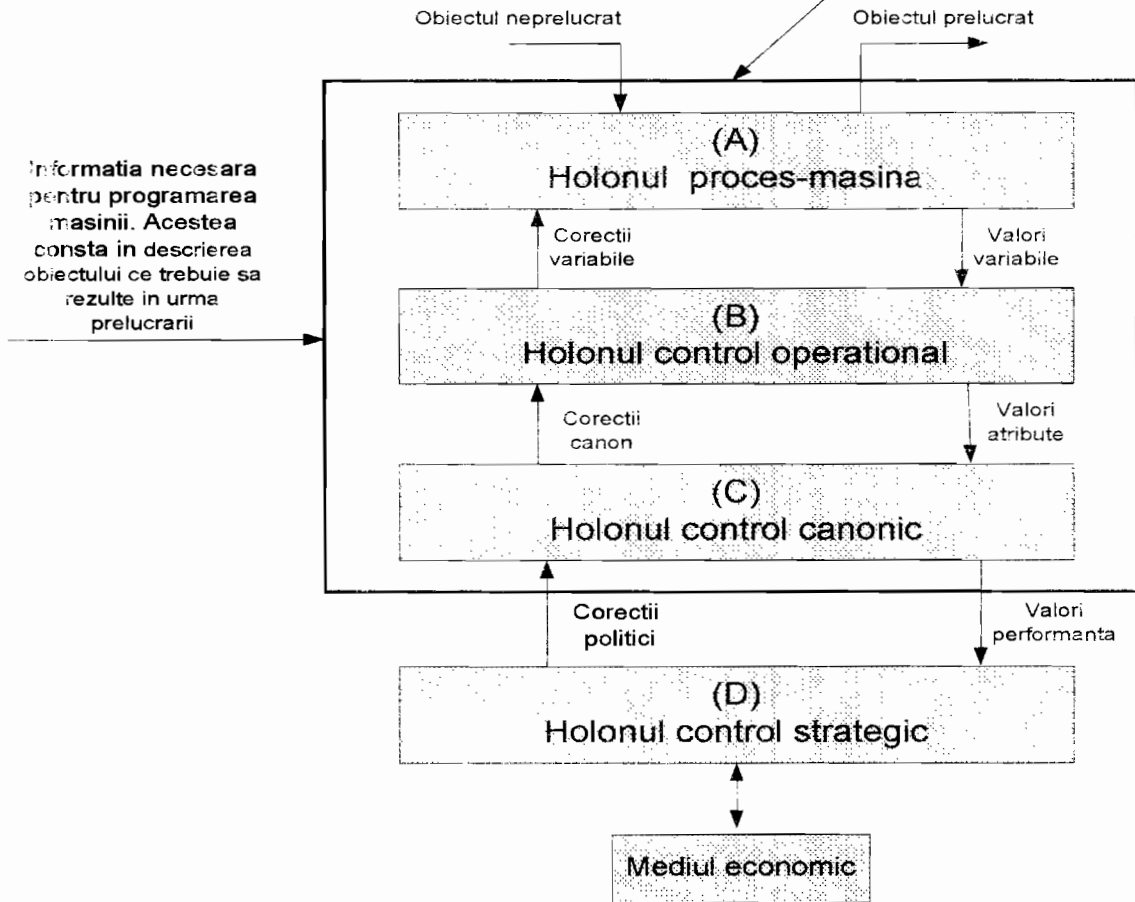 Obiectul neprelucrat
Obiectul prelucrat
(A)
Holonul proces-masina
Informatia necesara
pentru programarea
masinii. Acestea
consta in descrierea
obiectului ce trebuie sa
rezulte in urma
prelucrarii
Corectii
variabile
Valori
variabile
(B)
Holonul control operational
Corectii
canon
Valori
atribute
(C)
Holonul control canonic
Corectii
politici
Valori
performanta
(D)
Holonul control strategic
Mediul economic